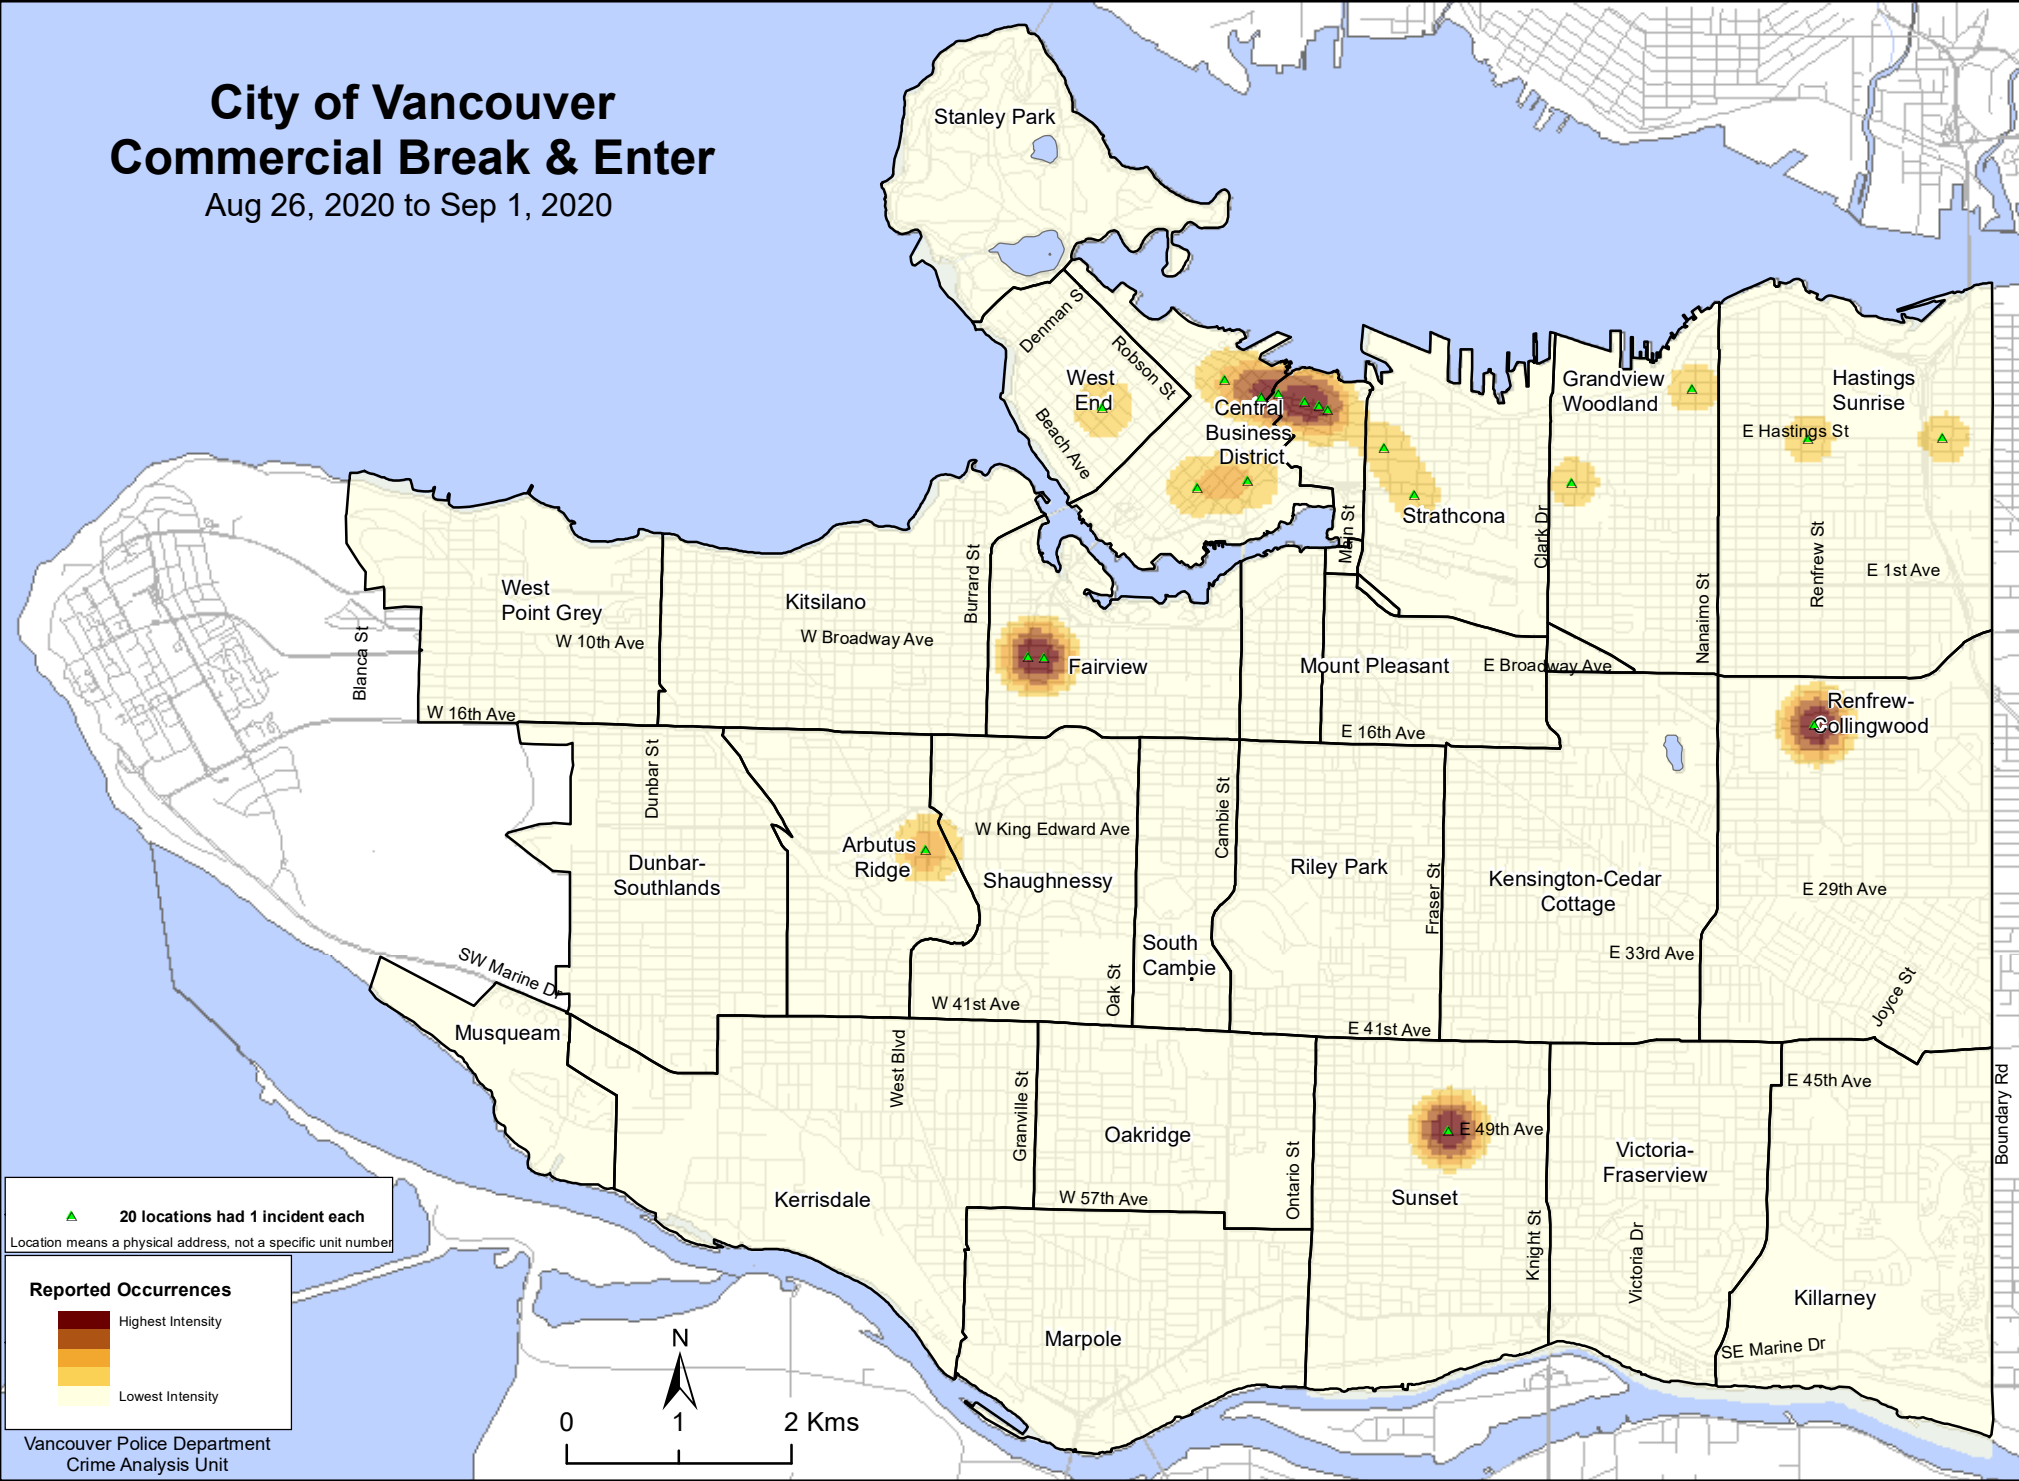 City of Vancouver
Commercial Break & Enter
Aug 26, 2020 to Sep 1, 2020
Stanley Park
Denman S
Robson St
West
End
Beach Ave
Central
Business
District
Grandview
Woodland
Hastings
Sunrise
E Hastings St
Strathcona
Main St
Clark Dr
Nanaimo St
Renfrew St
E 1st Ave
West
Point Grey
W 10th Ave
Blanca St
W 16th Ave
Kitsilano
W Broadway Ave
Burrard St
Fairview
Mount Pleasant
E Broadway Ave
E 16th Ave
Renfrew-
Collingwood
Dunbar St
Dunbar-
Southlands
Arbutus
Ridge
W King Edward Ave
Shaughnessy
Cambie St
Riley Park
Fraser St
Kensington-Cedar
Cottage
E 29th Ave
E 33rd Ave
South
Cambie
Oak St
W 41st Ave
E 41st Ave
Joyce St
SW Marine Dr
Musqueam
West Blvd
Granville St
Oakridge
W 57th Ave
Ontario St
E 49th Ave
Sunset
Knight St
Victoria-
Fraserview
Victoria Dr
E 45th Ave
Boundary Rd
Kerrisdale
Marpole
Killarney
SE Marine Dr
20 locations had 1 incident each
Location means a physical address, not a specific unit number
Reported Occurrences
Highest Intensity
Lowest Intensity
Vancouver Police Department
Crime Analysis Unit
N
0 1 2 Kms